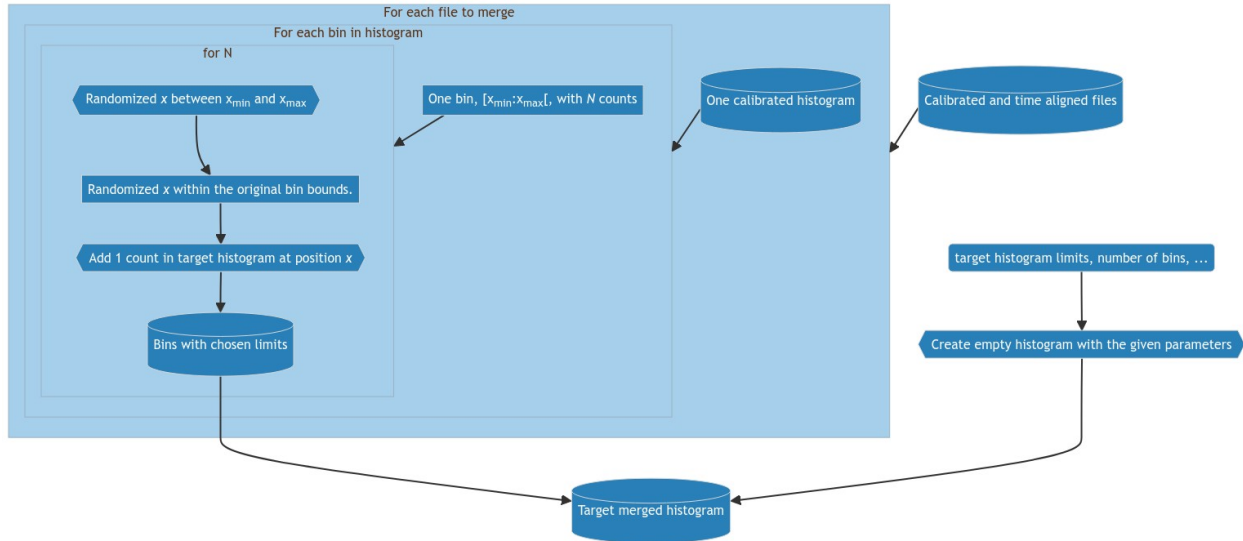 For each file to merge
For each bin in histogram
for N
Randomized x between xmin and xmax
One bin, [xmin:xmax[, with N counts
One calibrated histogram
Calibrated and time aligned files
Randomized x within the original bin bounds.
Add 1 count in target histogram at position x
target histogram limits, number of bins, ...
Bins with chosen limits
Create empty histogram with the given parameters
Target merged histogram